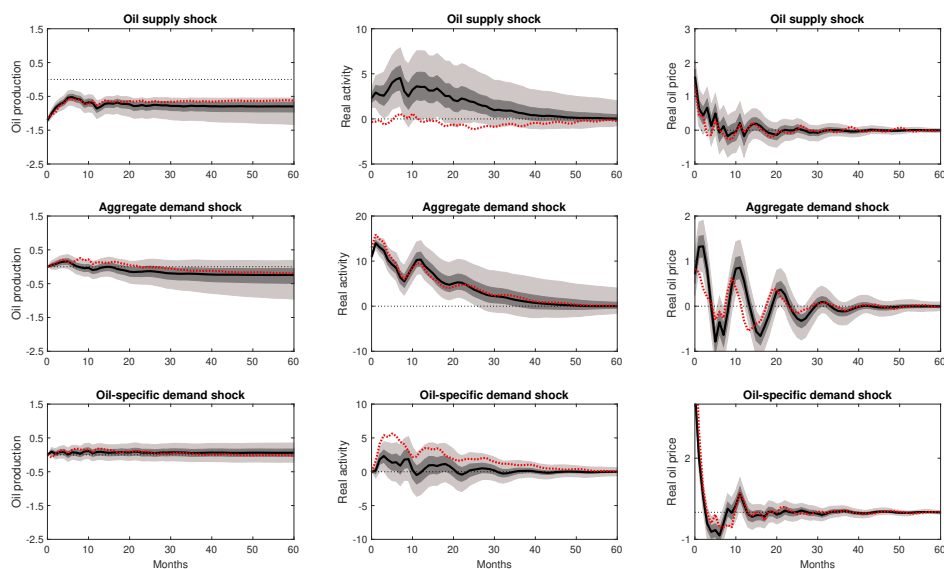 Oil supply shock
Oil production
1.5
0.5
-0.5
-1.5
-2.5
0 10 20 30 40 50 60
Oil supply shock
Real activity
10
5
0
-5
0 10 20 30 40 50 60
Oil supply shock
Real oil price
3
2
1
0
-1
0 10 20 30 40 50 60
Aggregate demand shock
Oil production
1.5
0.5
-0.5
-1.5
-2.5
0 10 20 30 40 50 60
Aggregate demand shock
Real activity
20
10
0
-10
0 10 20 30 40 50 60
Aggregate demand shock
Real oil price
2
1
0
-1
0 10 20 30 40 50 60
Oil-specific demand shock
Oil production
1.5
0.5
-0.5
-1.5
-2.5
0 10 20 30 40 50 60
Months
Oil-specific demand shock
Real activity
10
5
0
-5
-10
0 10 20 30 40 50 60
Months
Oil-specific demand shock
Real oil price
2
-1
0 10 20 30 40 50 60
Months